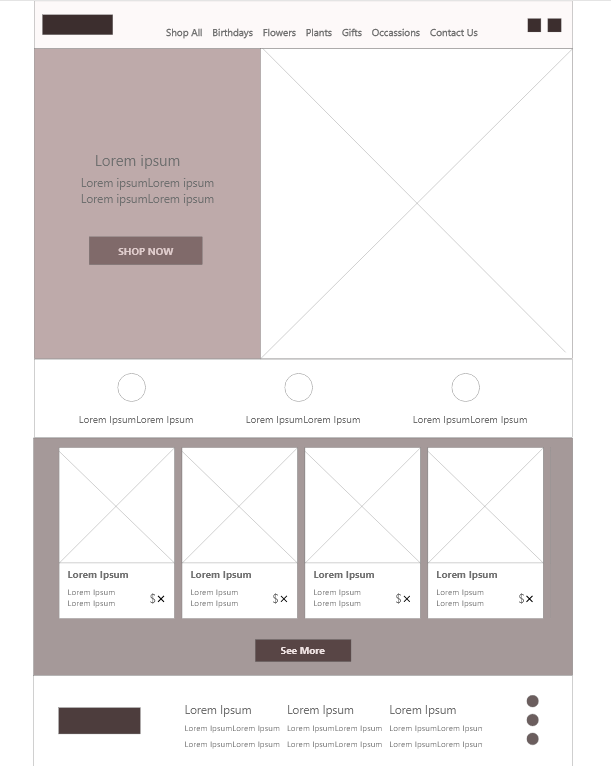 Shop All Birthdays Flowers Plants Gifts Occassions Contact Us
Lorem ipsum
Lorem ipsumLorem ipsum
Lorem ipsumLorem ipsum
SHOP NOW
Lorem IpsumLorem Ipsum Lorem IpsumLorem Ipsum Lorem IpsumLorem Ipsum
Lorem Ipsum
Lorem Ipsum
Lorem Ipsum
$×
Lorem Ipsum
Lorem Ipsum
Lorem Ipsum
$×
Lorem Ipsum
Lorem Ipsum
Lorem Ipsum
$×
Lorem Ipsum
Lorem Ipsum
Lorem Ipsum
$×
See More
Lorem Ipsum
Lorem IpsumLorem Ipsum
Lorem IpsumLorem Ipsum
Lorem Ipsum
Lorem IpsumLorem Ipsum
Lorem IpsumLorem Ipsum
Lorem Ipsum
Lorem IpsumLorem Ipsun
Lorem IpsumLorem Ipsun